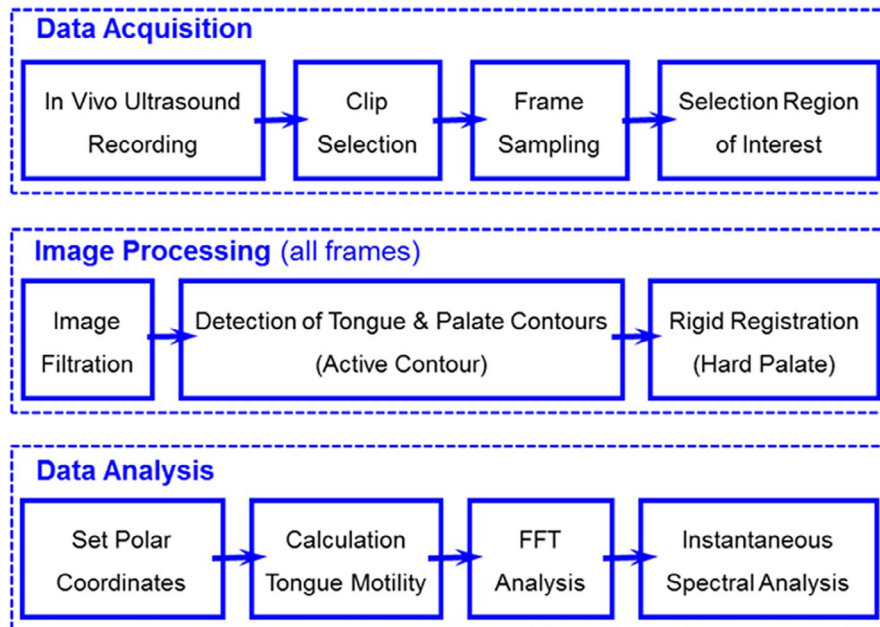 Data Acquisition
In Vivo Ultrasound
Recording
Clip
Selection
Frame
Sampling
Selection Region
of Interest
Image Processing (all frames)
Image
Filtration
Detection of Tongue & Palate Contours
(Active Contour)
Rigid Registration
(Hard Palate)
Data Analysis
Set Polar
Coordinates
Calculation
Tongue Motility
FFT
Analysis
Instantaneous
Spectral Analysis